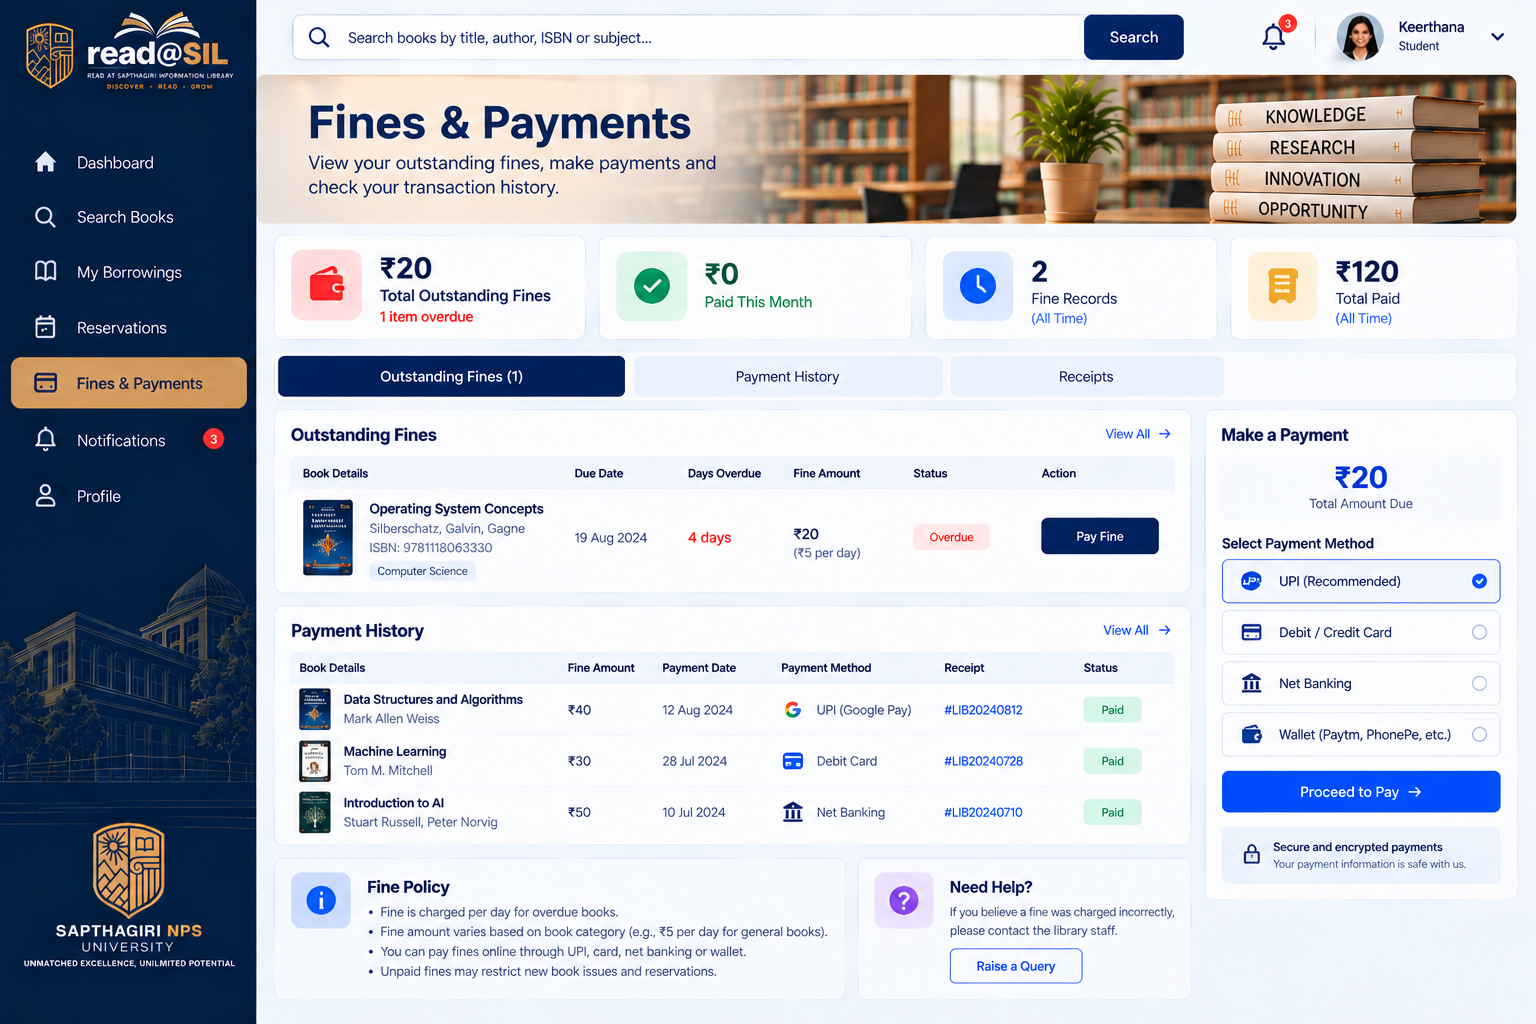 read@SIL
READ AT SAPTHAGIRI INFORMATION LIBRARY
DISCOVER • READ • GROW
Search books by title, author, ISBN or subject...
Search
3
Keerthana
Student
Dashboard
Search Books
My Borrowings
Reservations
Fines & Payments
Notifications
3
Profile
SAPTHAGIRI NPS
UNIVERSITY
UNMATCHED EXCELLENCE, UNLIMITED POTENTIAL
Fines & Payments
View your outstanding fines, make payments and
check your transaction history.
KNOWLEDGE
RESEARCH
INNOVATION
OPPORTUNITY
₹20
Total Outstanding Fines
1 item overdue
₹0
Paid This Month
2
Fine Records
(All Time)
₹120
Total Paid
(All Time)
Outstanding Fines (1)
Payment History
Receipts
Outstanding Fines
View All →
Book Details Due Date Days Overdue Fine Amount Status Action
Operating System Concepts
Silberschatz, Galvin, Gagne
ISBN: 9781118063330
Computer Science
19 Aug 2024
4 days
₹20
(₹5 per day)
Overdue
Pay Fine
Payment History
View All →
Book Details Fine Amount Payment Date Payment Method Receipt Status
Data Structures and Algorithms
Mark Allen Weiss
₹40 12 Aug 2024 UPI (Google Pay) #LIB20240812 Paid
Machine Learning
Tom M. Mitchell
₹30 28 Jul 2024 Debit Card #LIB20240728 Paid
Introduction to AI
Stuart Russell, Peter Norvig
₹50 10 Jul 2024 Net Banking #LIB20240710 Paid
Fine Policy
• Fine is charged per day for overdue books.
• Fine amount varies based on book category (e.g., ₹5 per day for general books).
• You can pay fines online through UPI, card, net banking or wallet.
• Unpaid fines may restrict new book issues and reservations.
Need Help?
If you believe a fine was charged incorrectly,
please contact the library staff.
Raise a Query
Make a Payment
₹20
Total Amount Due
Select Payment Method
UPI (Recommended)
Debit / Credit Card
Net Banking
Wallet (Paytm, PhonePe, etc.)
Proceed to Pay →
Secure and encrypted payments
Your payment information is safe with us.